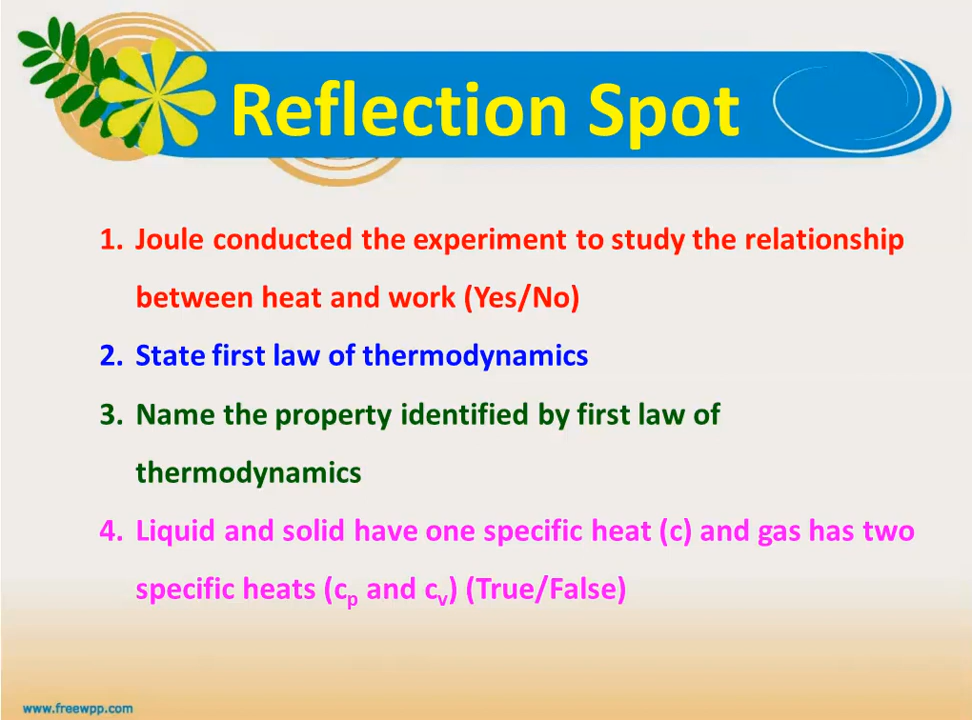 Reflection Spot
1. Joule conducted the experiment to study the relationship
between heat and work (Yes/No)
2. State first law of thermodynamics
3. Name the property identified by first law of
thermodynamics
4. Liquid and solid have one specific heat (c) and gas has two
specific heats (cp and cv) (True/False)
www.freewpp.com